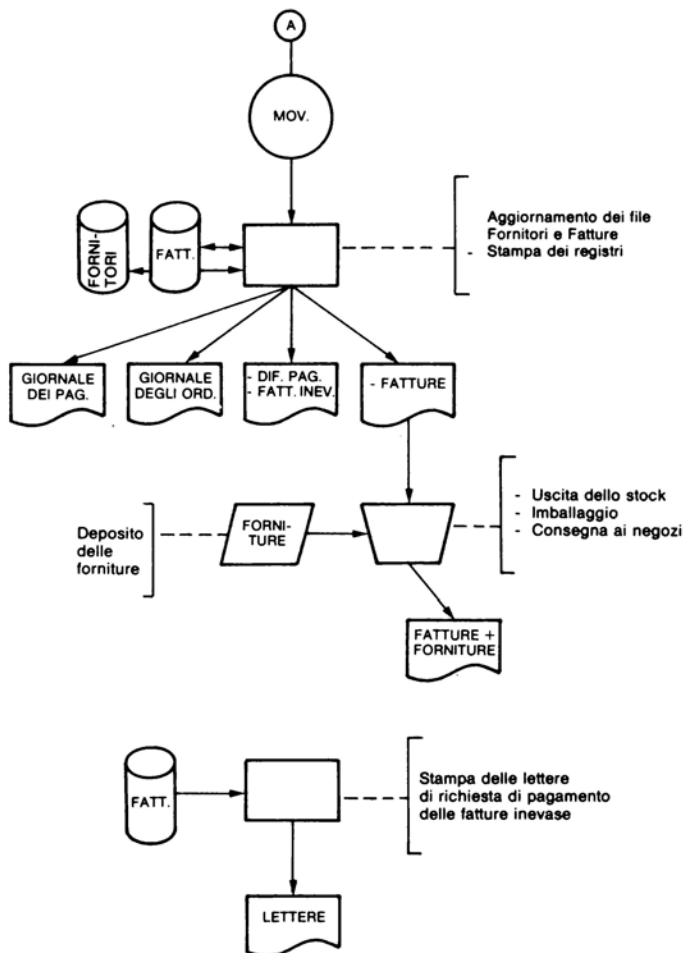 A
MOV.
FORNI-
TORI
FATT.
Aggiornamento dei file
Fornitori e Fatture
- Stampa dei registri
GIORNALE
DEI PAG.
GIORNALE
DEGLI ORD.
- DIF. PAG.
- FATT. INEV.
- FATTURE
Deposito
delle
forniture
FORNI-
TURE
- Uscita dello stock
- Imballaggio
- Consegna ai negozi
FATTURE +
FORNITURE
FATT.
Stampa delle lettere
di richiesta di pagamento
delle fatture inevase
LETTERE